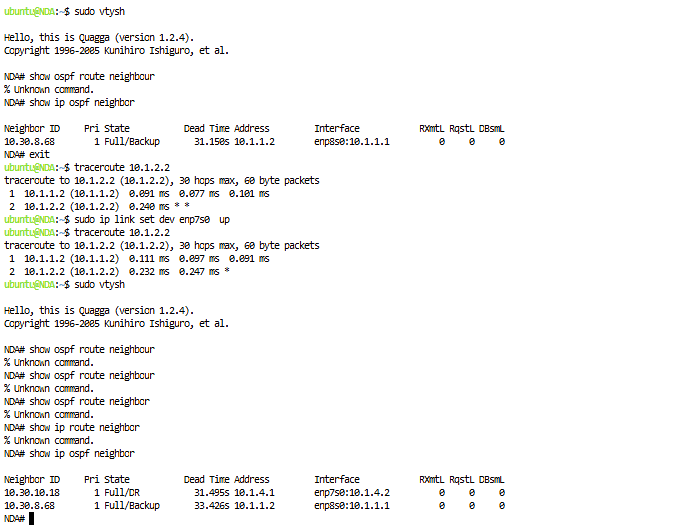 ubuntu@NDA:~$ sudo vtysh
Hello, this is Quagga (version 1.2.4).
Copyright 1996-2005 Kunihiro Ishiguro, et al.
NDA# show ospf route neighbour
% Unknown command.
NDA# show ip ospf neighbor
Neighbor ID Pri State Dead Time Address Interface RXmtL RqstL DBsmL
10.30.8.68 1 Full/Backup 31.150s 10.1.1.2 enp8s0:10.1.1.1 0 0 0
NDA# exit
ubuntu@NDA:~$ traceroute 10.1.2.2
traceroute to 10.1.2.2 (10.1.2.2), 30 hops max, 60 byte packets
1 10.1.1.2 (10.1.1.2) 0.091 ms 0.077 ms 0.101 ms
2 10.1.2.2 (10.1.2.2) 0.240 ms * *
ubuntu@NDA:~$ sudo ip link set dev enp7s0 up
ubuntu@NDA:~$ traceroute 10.1.2.2
traceroute to 10.1.2.2 (10.1.2.2), 30 hops max, 60 byte packets
1 10.1.1.2 (10.1.1.2) 0.111 ms 0.097 ms 0.091 ms
2 10.1.2.2 (10.1.2.2) 0.232 ms 0.247 ms *
ubuntu@NDA:~$ sudo vtysh
Hello, this is Quagga (version 1.2.4).
Copyright 1996-2005 Kunihiro Ishiguro, et al.
NDA# show ospf route neighbour
% Unknown command.
NDA# show ospf route neighbour
% Unknown command.
NDA# show ospf route neighbor
% Unknown command.
NDA# show ip route neighbor
% Unknown command.
NDA# show ip ospf neighbor
Neighbor ID Pri State Dead Time Address Interface RXmtL RqstL DBsmL
10.30.10.18 1 Full/DR 31.495s 10.1.4.1 enp7s0:10.1.4.2 0 0 0
10.30.8.68 1 Full/Backup 33.426s 10.1.1.2 enp8s0:10.1.1.1 0 0 0
NDA#